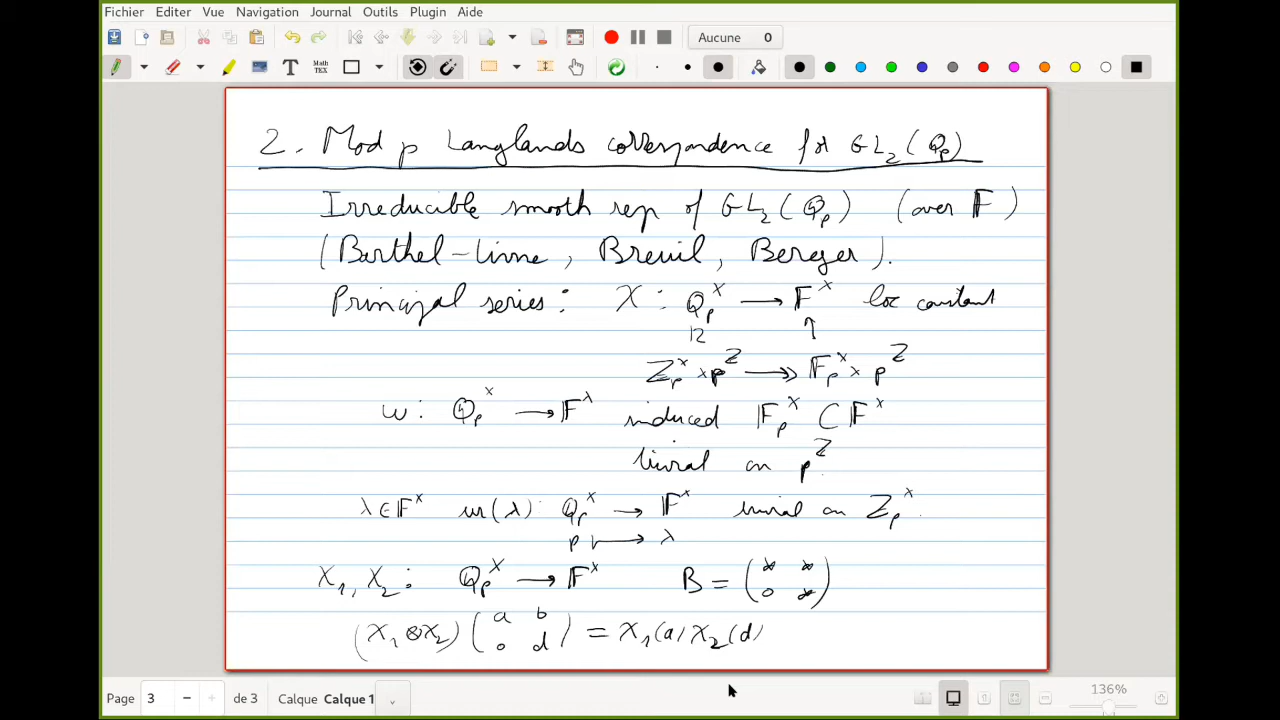 Fichier Editer Vue Navigation Journal Outils Plugin Aide
Aucune 0
2. Mod p Langlands correspondence for GL₂(ℚₚ)
Irreducible smooth rep of GL₂(ℚₚ) (over 𝔽)
(Barthel-Livne, Breuil, Berger).
Principal series: χ : ℚₚ^× → 𝔽^× loc constant
≀≀ ↑
ℤₚ^× × p^ℤ ↠ 𝔽ₚ^× × p^ℤ
ω : ℚₚ^× → 𝔽^× induced 𝔽ₚ^× ⊂ 𝔽^×
trivial on p^ℤ
λ ∈ 𝔽^× ur(λ) : ℚₚ^× → 𝔽^× trivial on ℤₚ^×.
p ↦ λ
χ₁, χ₂ : ℚₚ^× → 𝔽^× B = (* * / 0 *)
(χ₁ ⊗ χ₂) (a b / 0 d) = χ₁(a) χ₂(d)
Page 3 de 3 Calque Calque 1 136%